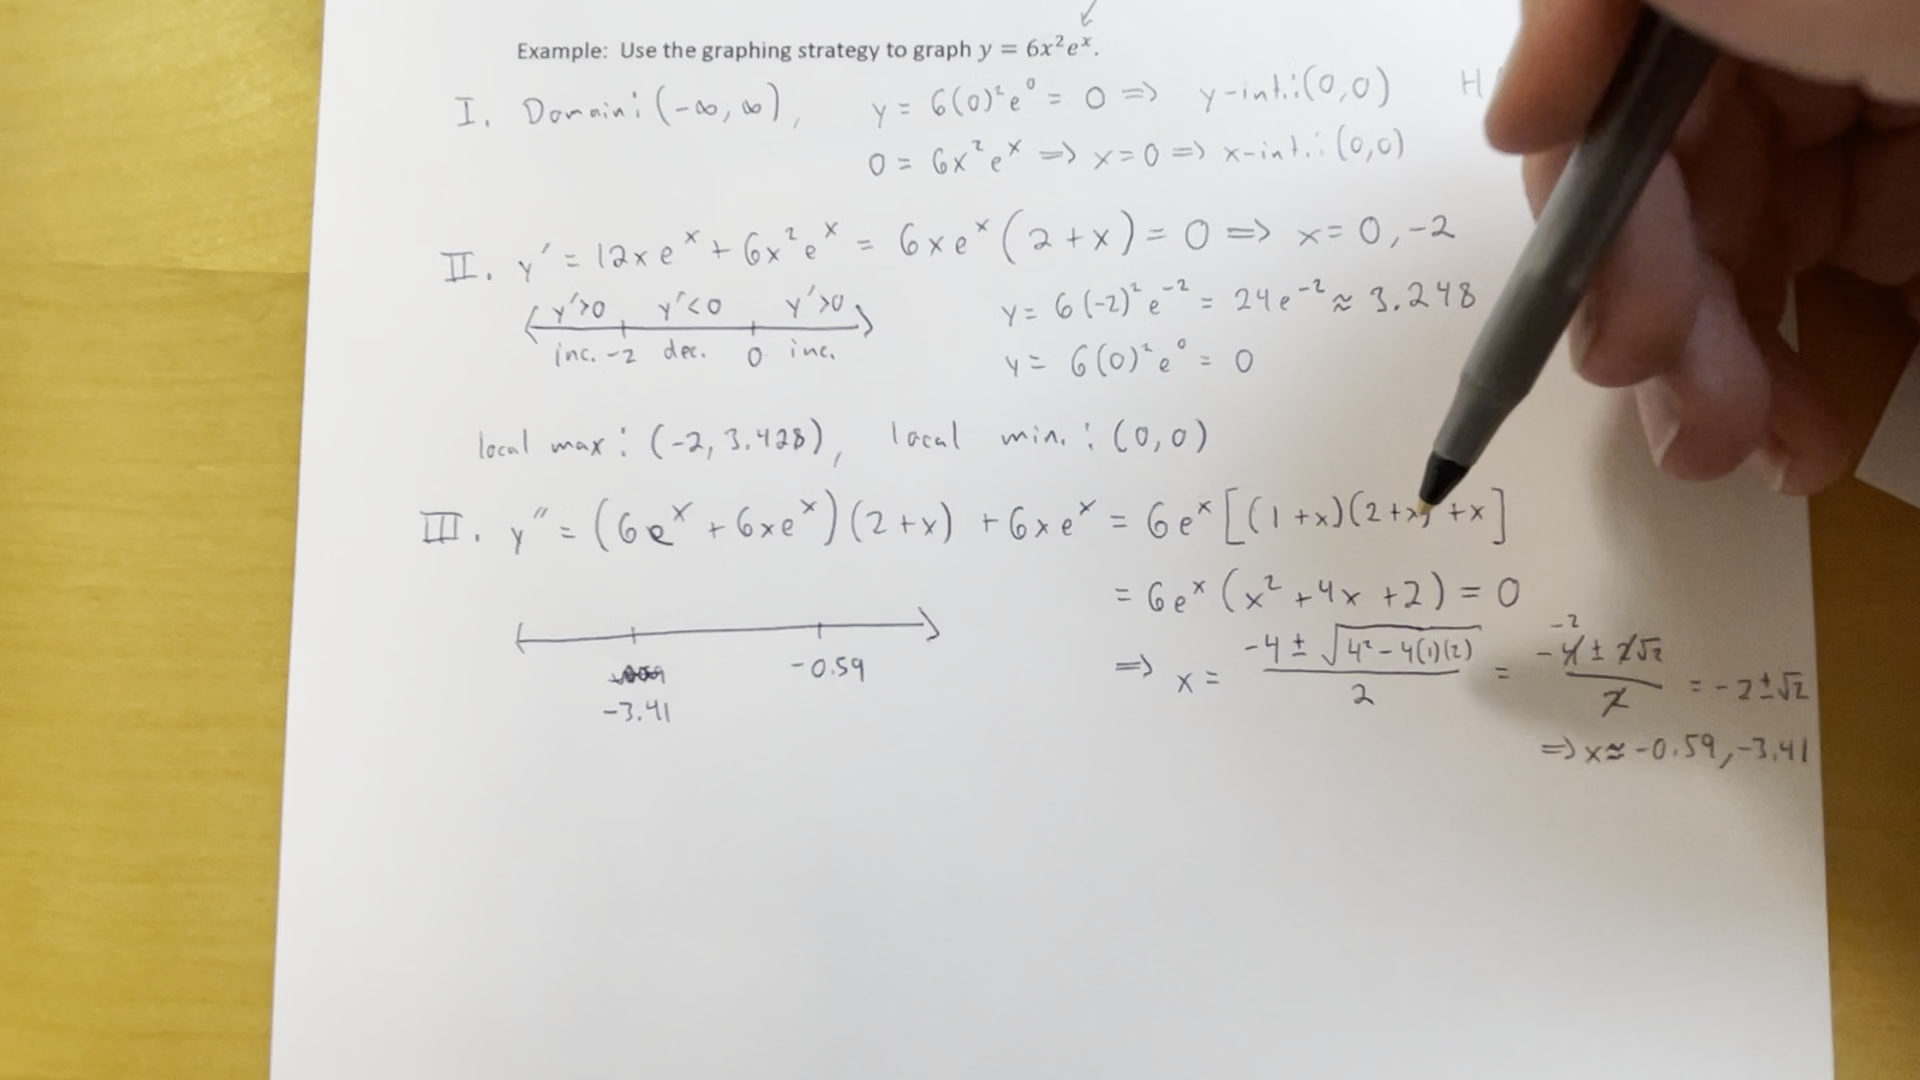 Example: Use the graphing strategy to graph y = 6x²eˣ.
I. Domain: (-∞, ∞), y = 6(0)²e⁰ = 0 => y-int.: (0,0) H
0 = 6x²eˣ => x=0 => x-int.: (0,0)
II. y' = 12xeˣ + 6x²eˣ = 6xeˣ(2+x) = 0 => x = 0, -2
y'>0 y'<0 y'>0 y = 6(-2)²e⁻² = 24e⁻² ≈ 3.248
inc. -2 dec. 0 inc. y = 6(0)²e⁰ = 0
local max: (-2, 3.428), local min.: (0,0)
III. y" = (6eˣ + 6xeˣ)(2+x) + 6xeˣ = 6eˣ[(1+x)(2+x) + x]
= 6eˣ(x² + 4x + 2) = 0
=> x = (-4 ± √(4² - 4(1)(2)))/2 = (-4 ± 2√2)/2 -2 = -2 ± √2
-3.41 -0.59
=> x ≈ -0.59, -3.41